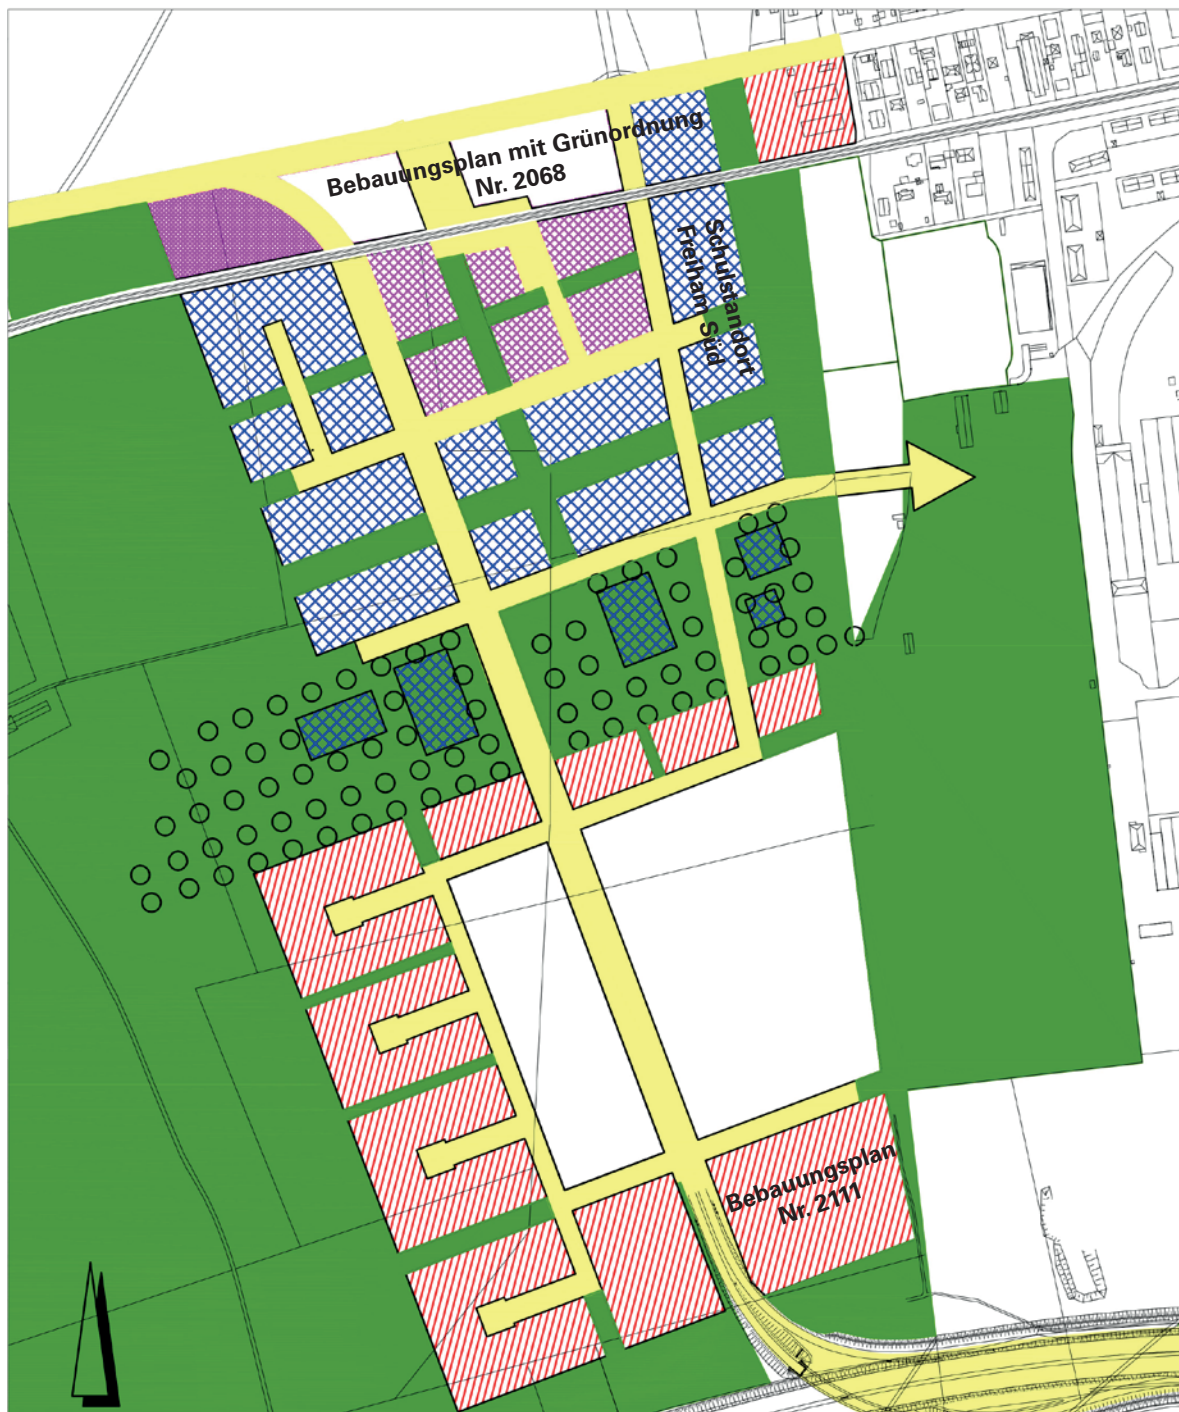 Bebauungsplan mit Grünordnung
Nr. 2068
Schulstandort
Freiham Süd
Bebauungsplan
Nr. 2111